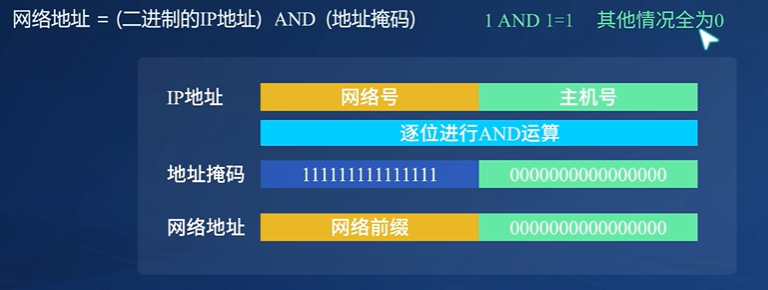 网络地址 = (二进制的IP地址) AND (地址掩码) 1 AND 1=1 其他情况全为0
IP地址 网络号 主机号
逐位进行AND运算
地址掩码 111111111111111 0000000000000000
网络地址 网络前缀 0000000000000000